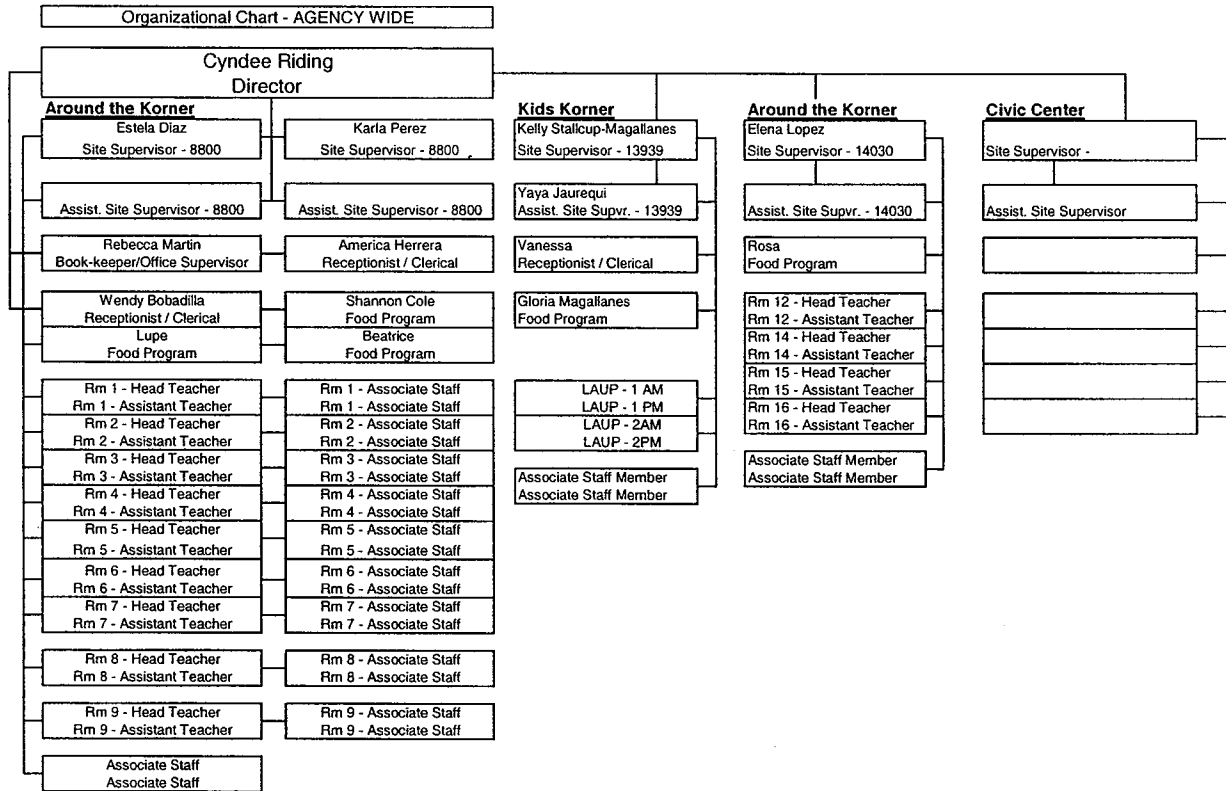 Organizational Chart - AGENCY WIDE
Cyndee Riding
Director
Around the Korner
Estela Diaz
Site Supervisor - 8800
Karla Perez
Site Supervisor - 8800
Assist. Site Supervisor - 8800
Assist. Site Supervisor - 8800
Rebecca Martin
Book-keeper/Office Supervisor
America Herrera
Receptionist / Clerical
Wendy Bobadilla
Receptionist / Clerical
Shannon Cole
Food Program
Lupe
Food Program
Beatrice
Food Program
Rm 1 - Head Teacher
Rm 1 - Assistant Teacher
Rm 1 - Associate Staff
Rm 1 - Associate Staff
Rm 2 - Head Teacher
Rm 2 - Assistant Teacher
Rm 2 - Associate Staff
Rm 2 - Associate Staff
Rm 3 - Head Teacher
Rm 3 - Assistant Teacher
Rm 3 - Associate Staff
Rm 3 - Associate Staff
Rm 4 - Head Teacher
Rm 4 - Assistant Teacher
Rm 4 - Associate Staff
Rm 4 - Associate Staff
Rm 5 - Head Teacher
Rm 5 - Assistant Teacher
Rm 5 - Associate Staff
Rm 5 - Associate Staff
Rm 6 - Head Teacher
Rm 6 - Assistant Teacher
Rm 6 - Associate Staff
Rm 6 - Associate Staff
Rm 7 - Head Teacher
Rm 7 - Assistant Teacher
Rm 7 - Associate Staff
Rm 7 - Associate Staff
Rm 8 - Head Teacher
Rm 8 - Assistant Teacher
Rm 8 - Associate Staff
Rm 8 - Associate Staff
Rm 9 - Head Teacher
Rm 9 - Assistant Teacher
Rm 9 - Associate Staff
Rm 9 - Associate Staff
Associate Staff
Associate Staff
Kids Korner
Kelly Stallcup-Magallanes
Site Supervisor - 13939
Yaya Jaurequi
Assist. Site Supvr. - 13939
Vanessa
Receptionist / Clerical
Gloria Magallanes
Food Program
LAUP - 1 AM
LAUP - 1 PM
LAUP - 2AM
LAUP - 2PM
Associate Staff Member
Associate Staff Member
Around the Korner
Elena Lopez
Site Supervisor - 14030
Assist. Site Supvr. - 14030
Rosa
Food Program
Rm 12 - Head Teacher
Rm 12 - Assistant Teacher
Rm 14 - Head Teacher
Rm 14 - Assistant Teacher
Rm 15 - Head Teacher
Rm 15 - Assistant Teacher
Rm 16 - Head Teacher
Rm 16 - Assistant Teacher
Associate Staff Member
Associate Staff Member
Civic Center
Site Supervisor -
Assist. Site Supervisor